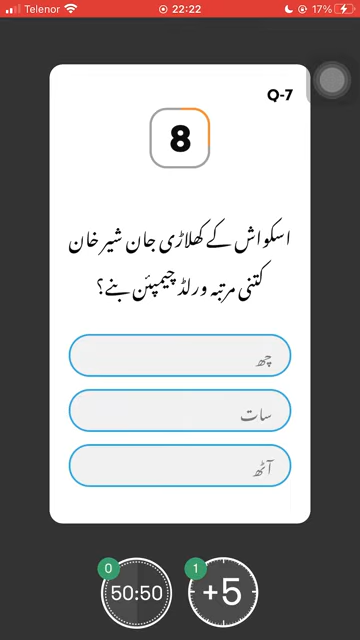 Telenor 22:22 17%
Q-7
8
اسکواش کے کھلاڑی جان شیر خان
کتنی مرتبہ ورلڈ چیمپئن بنے؟
چھ
سات
آٹھ
0 1
50:50 +5